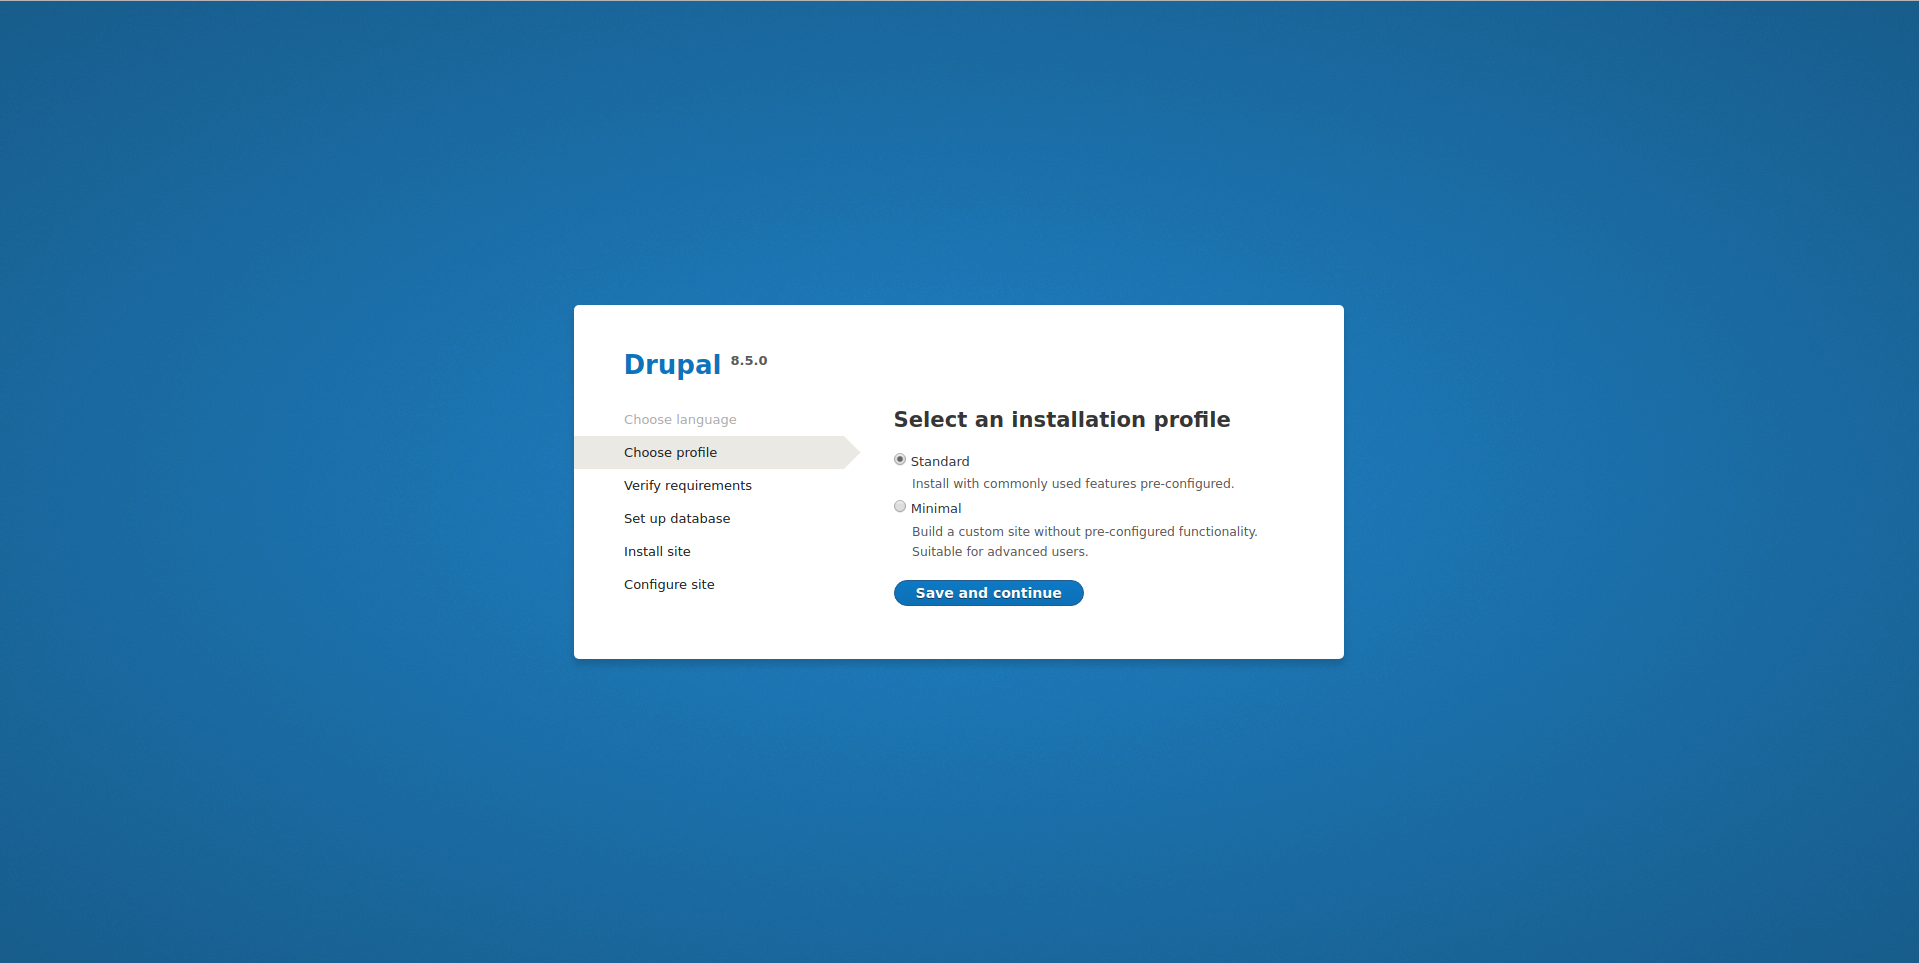 Drupal 8.5.0
Choose language
Choose profile
Verify requirements
Set up database
Install site
Configure site
Select an installation profile
Standard
Install with commonly used features pre-configured.
Minimal
Build a custom site without pre-configured functionality.
Suitable for advanced users.
Save and continue